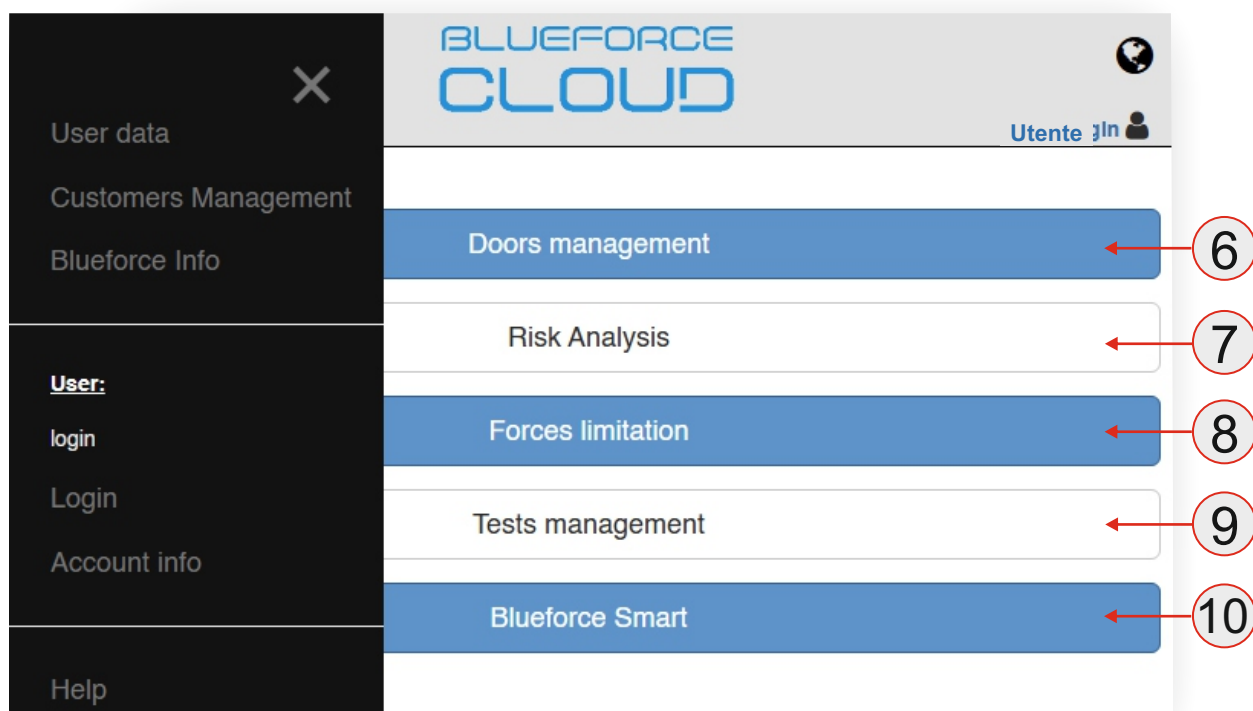 BLUEFORCE
CLOUD
Utente gin
User data
Customers Management
Blueforce Info
User:
login
Login
Account info
Help
Doors management
6
Risk Analysis
7
Forces limitation
8
Tests management
9
Blueforce Smart
10